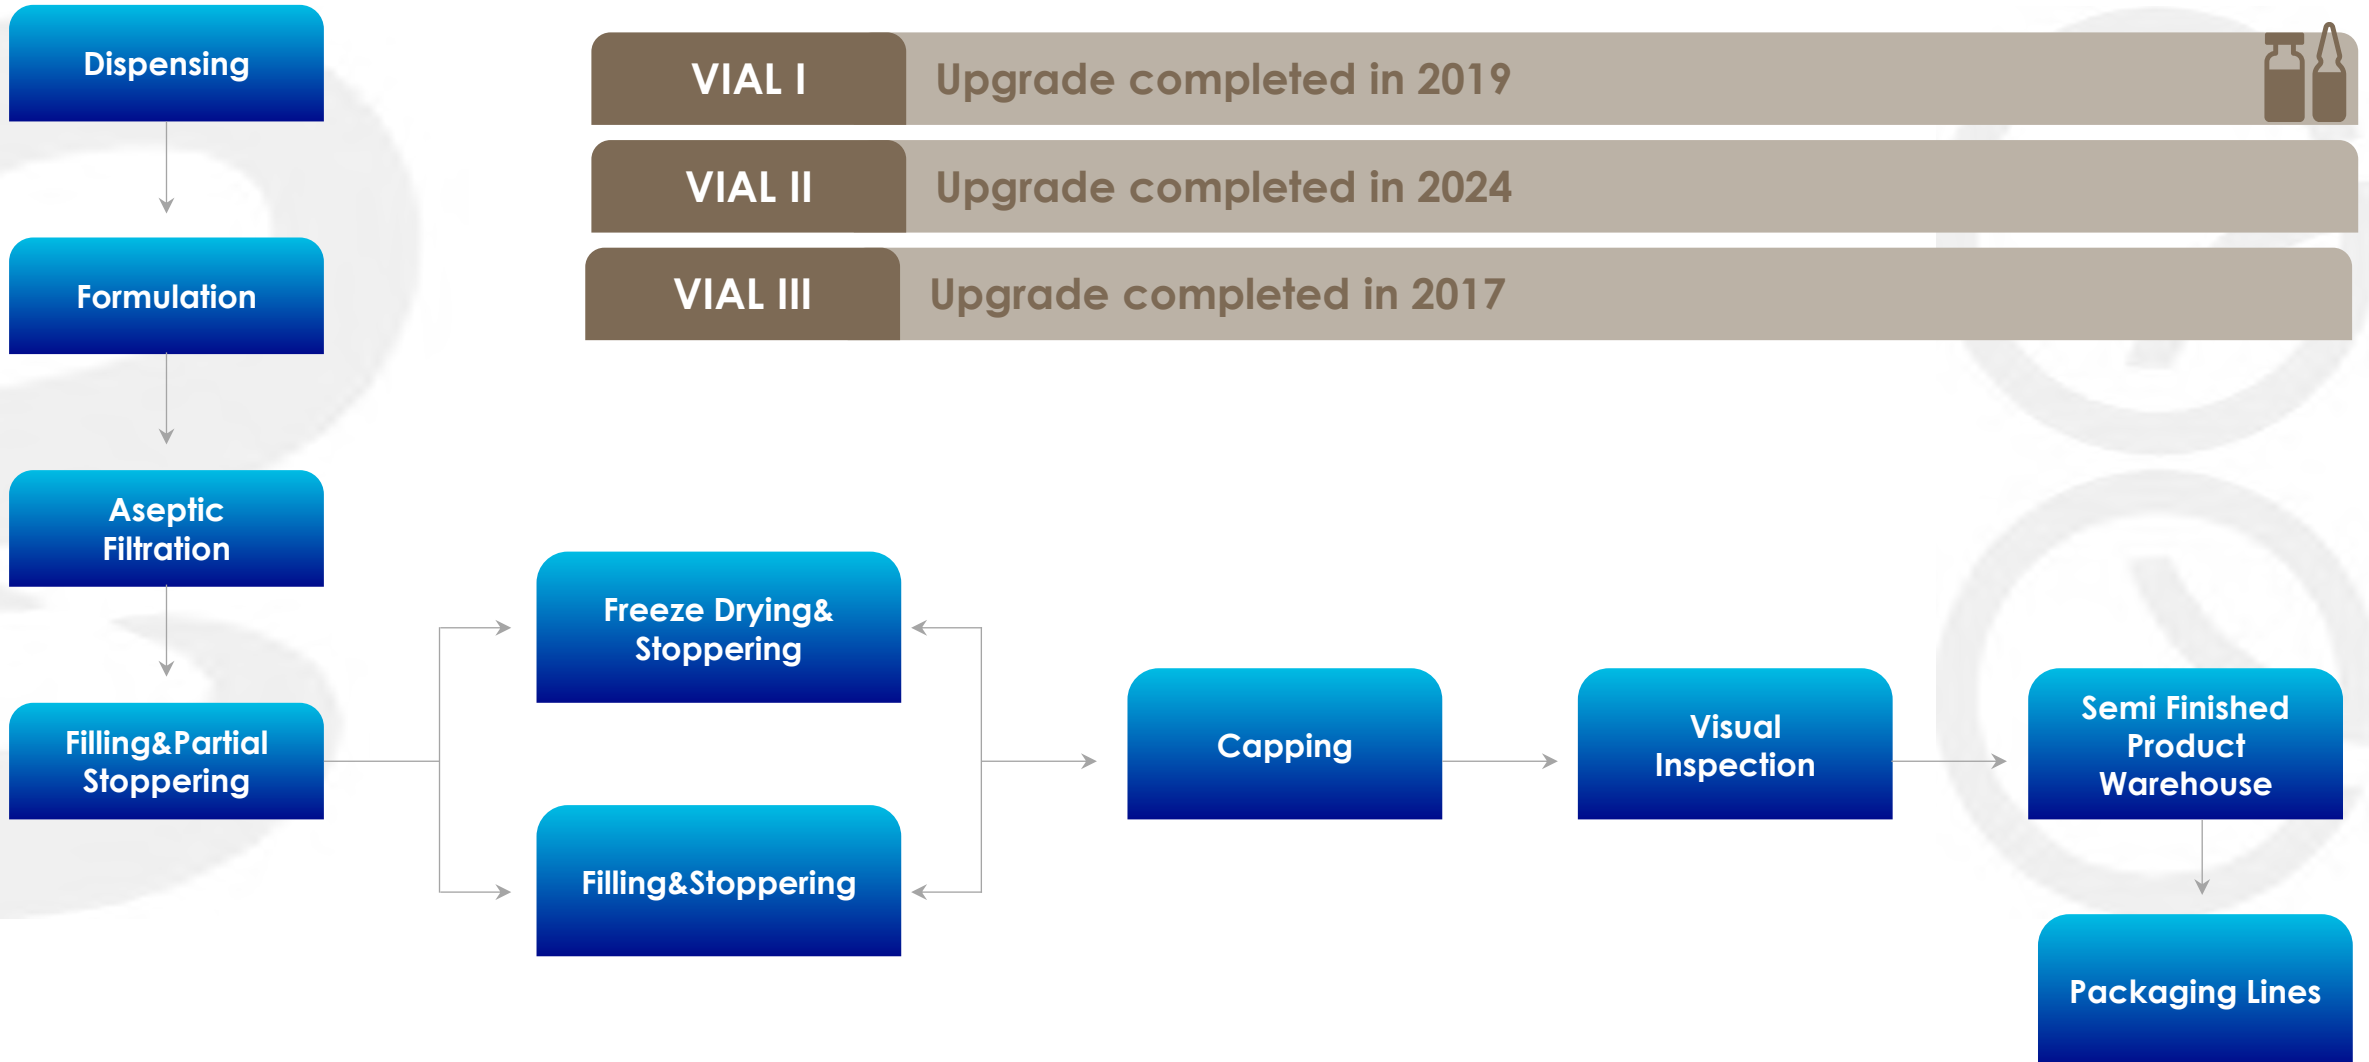 Dispensing
VIAL I
Upgrade completed in 2019
VIAL II
Upgrade completed in 2024
VIAL III
Upgrade completed in 2017
Formulation
Aseptic
Filtration
Filling&Partial
Stoppering
Freeze Drying&
Stoppering
Filling&Stoppering
Capping
Visual
Inspection
Semi Finished
Product
Warehouse
Packaging Lines